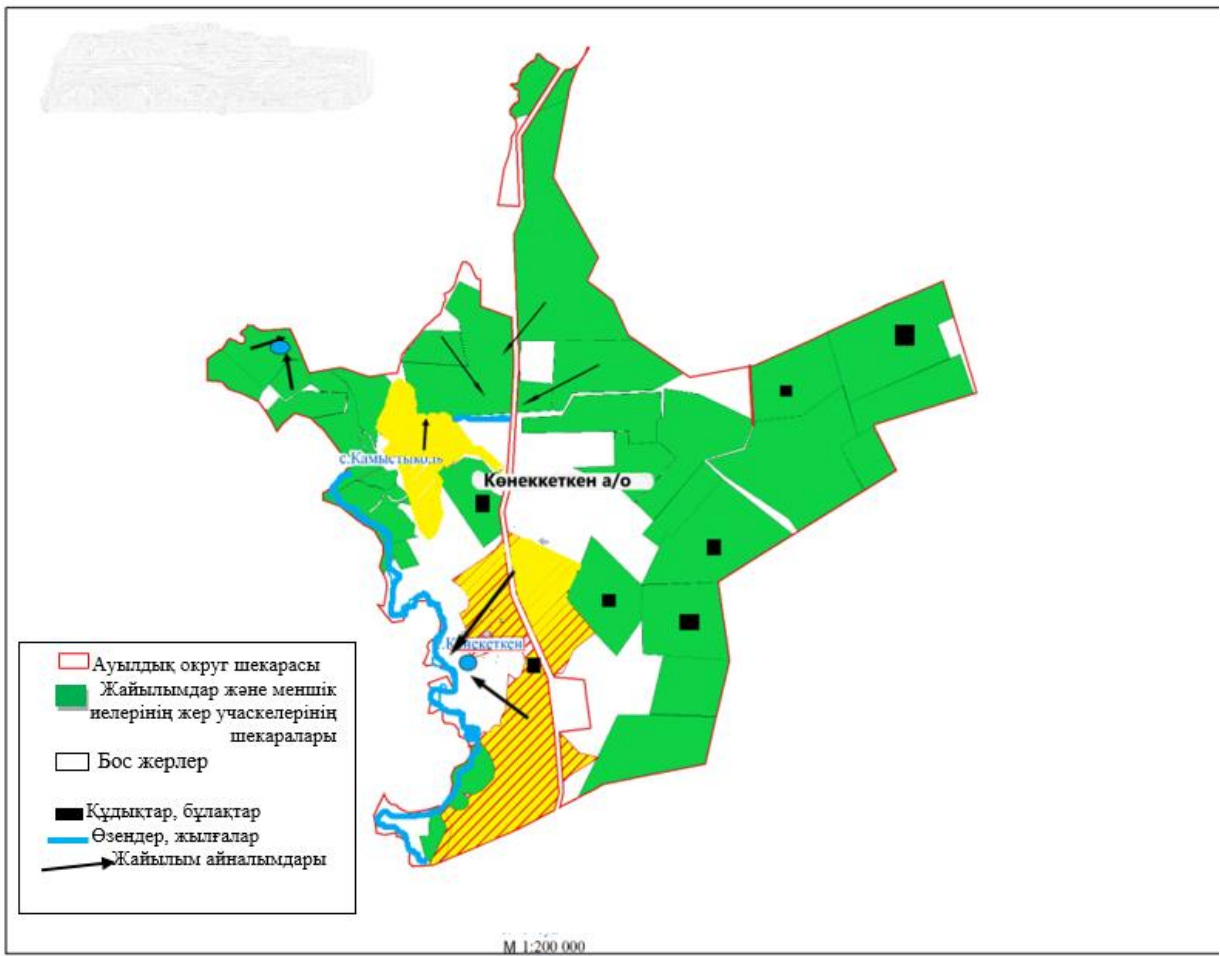 с.Камыстыколь
Көнеккеткен а/о
Ауылдық округ шекарасы
Жайылымдар және меншік
иелерінің жер учаскелерінің
шекаралары
Бос жерлер
Құдықтар, бұлақтар
Өзендер, жылғалар
Жайылым айналымдары
М 1:200 000